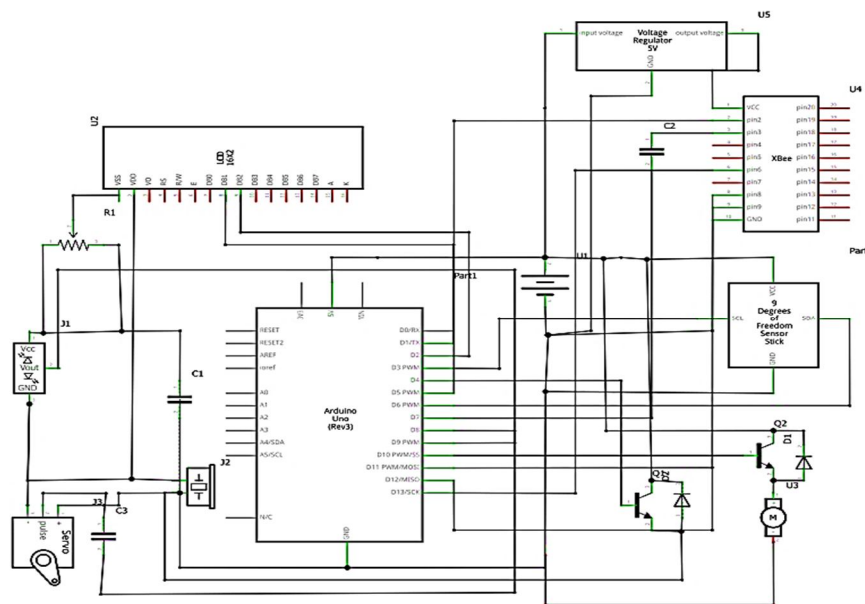 U5
input voltage
Voltage Regulator 5V
output voltage
GND
U4
VCC
pin2
pin3
pin4
pin5
pin6
pin7
pin8
pin9
GND
XBee
pin20
pin19
pin18
pin17
pin16
pin15
pin14
pin13
pin12
pin11
C2
U2
LCD
16X2
VSS
VDD
VO
RS
R/W
E
DB0
DB1
DB2
DB3
DB4
DB5
DB6
DB7
A
K
R1
U1
Part1
Par
VCC
SCL
9 Degrees of Freedom Sensor Stick
SDA
GND
J1
Vcc
Vout
GND
C1
3V3
5V
VIN
RESET
RESET2
AREF
ioref
A0
A1
A2
A3
A4/SDA
A5/SCL
N/C
Arduino
Uno
(Rev3)
D0/RX
D1/TX
D2
D3 PWM
D4
D5 PWM
D6 PWM
D7
D8
D9 PWM
D10 PWM/SS
D11 PWM/MOSI
D12/MISO
D13/SCK
GND
J2
Q2
D1
U3
M
J3
C3
Servo
pulse